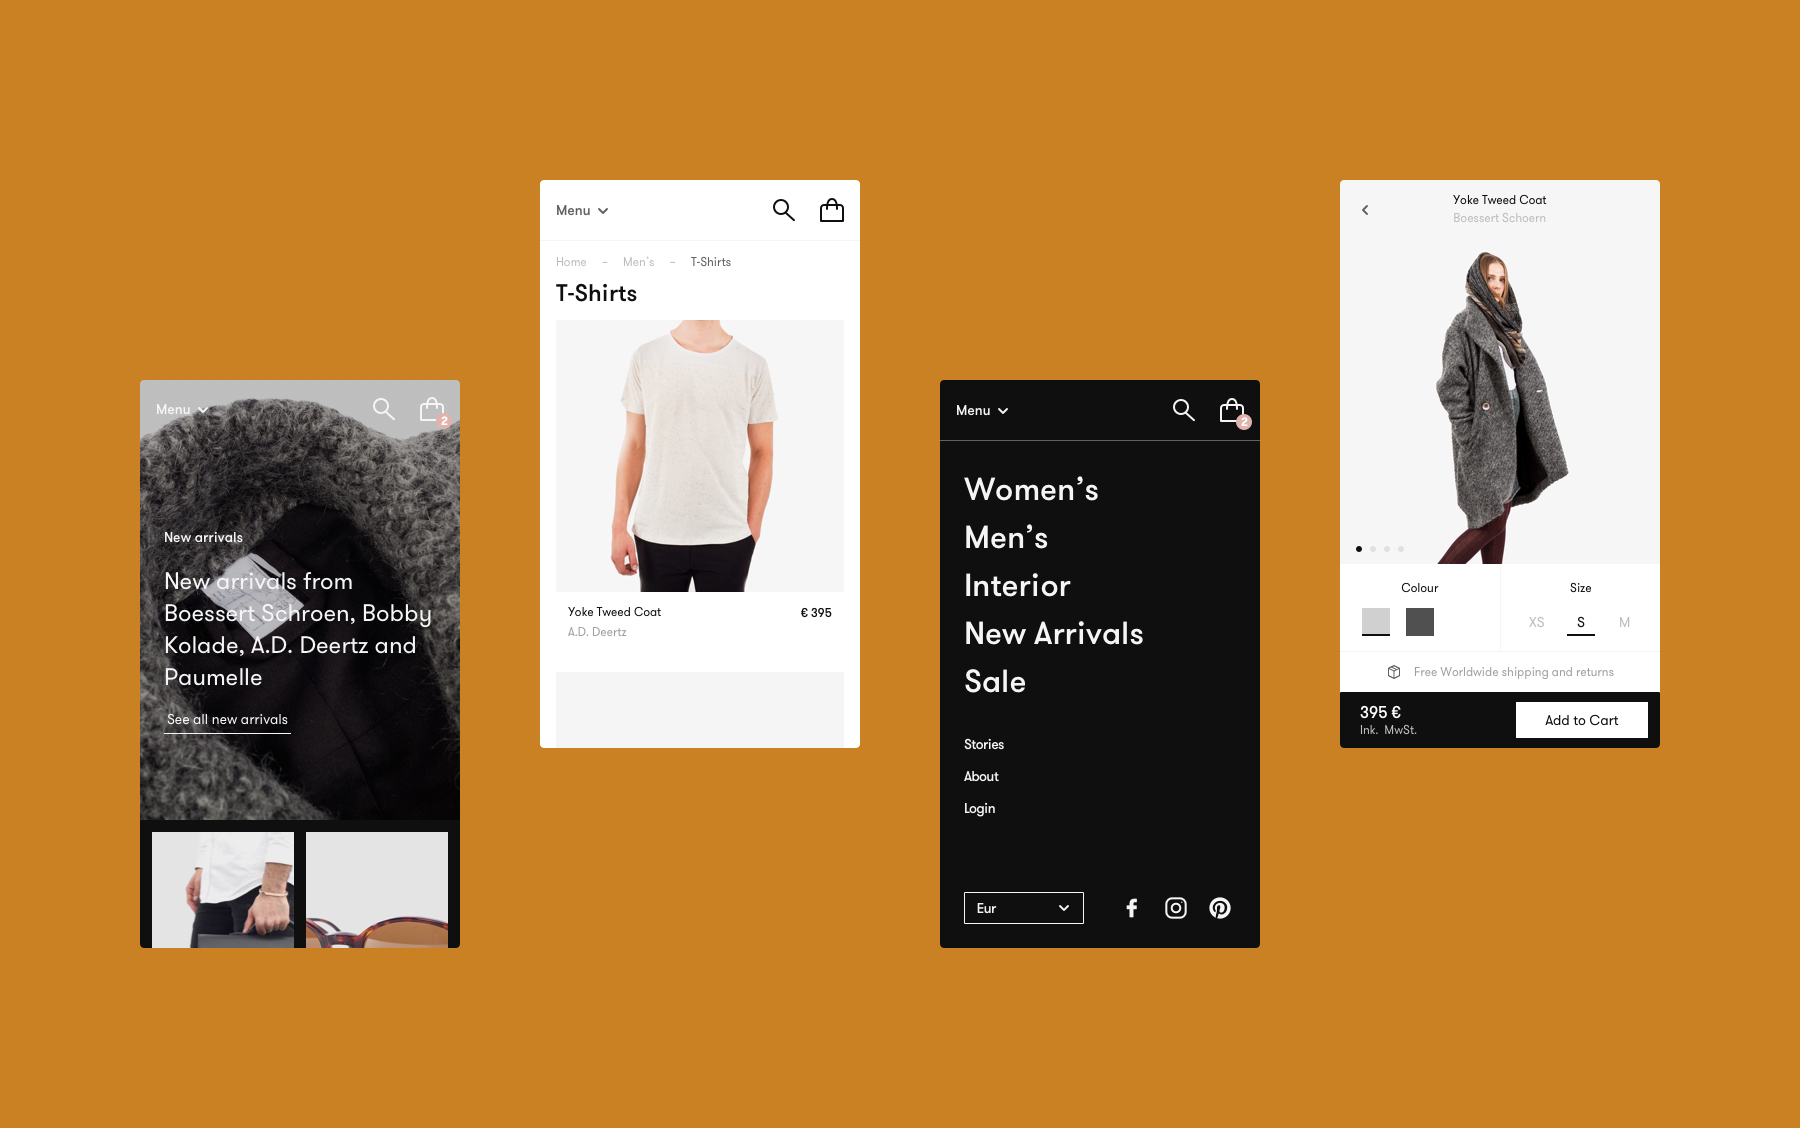 Menu
2
New arrivals
New arrivals from
Boessert Schroen, Bobby
Kolade, A.D. Deertz and
Paumelle
See all new arrivals
Menu
Home – Men's – T-Shirts
T-Shirts
Yoke Tweed Coat € 395
A.D. Deertz
Menu
2
Women’s
Men’s
Interior
New Arrivals
Sale
Stories
About
Login
Eur
Yoke Tweed Coat
Boessert Schoern
Colour Size
XS S M
Free Worldwide shipping and returns
395 €
Ink. MwSt.
Add to Cart